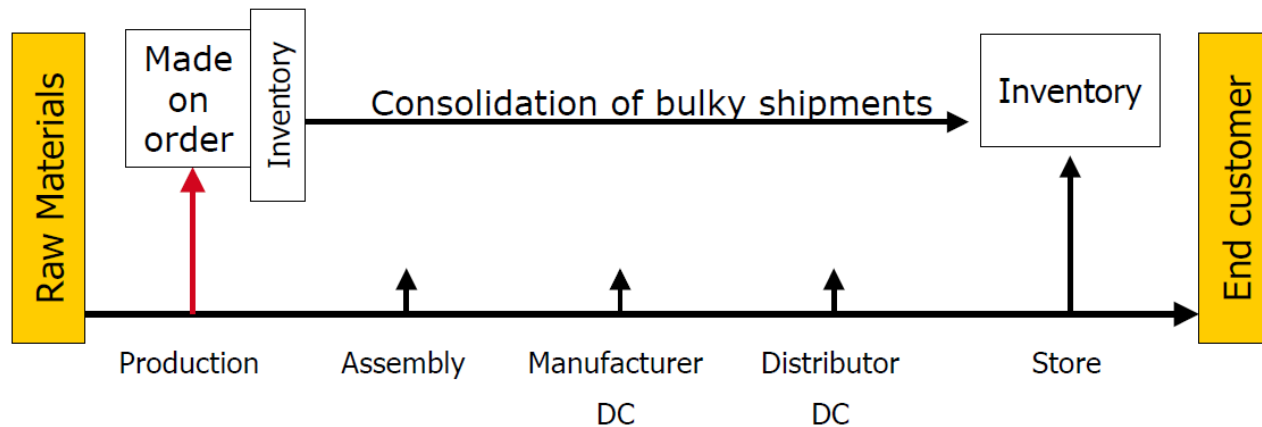 Raw Materials
Made
on
order
Inventory
Consolidation of bulky shipments
Inventory
End customer
Production
Assembly
Manufacturer
DC
Distributor
DC
Store